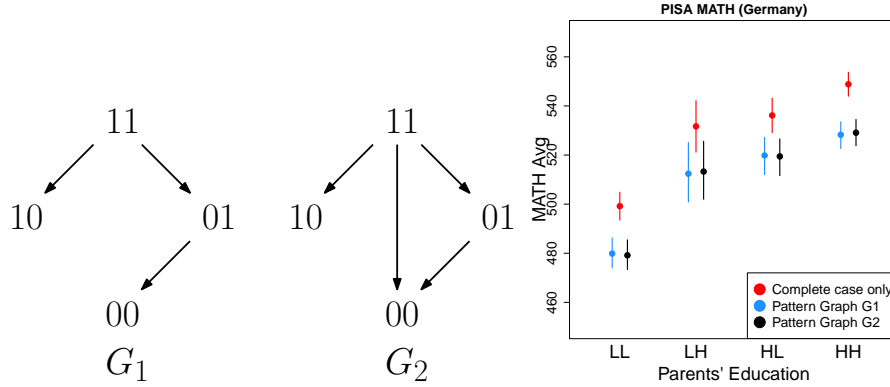 11
10 01
00
G1
11
10 01
00
G2
PISA MATH (Germany)
MATH Avg
560
540
520
500
480
460
Complete case only
Pattern Graph G1
Pattern Graph G2
LL LH HL HH
Parents' Education